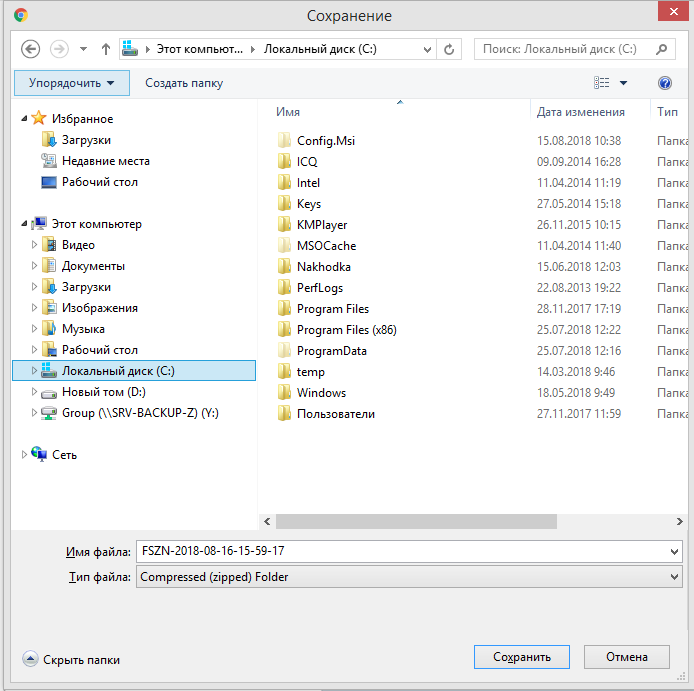 Сохранение
Этот компьют... Локальный диск (C:)
Поиск: Локальный диск (C:)
Упорядочить Создать папку
Имя Дата изменения Тип
Избранное
Загрузки
Недавние места
Рабочий стол
Этот компьютер
Видео
Документы
Загрузки
Изображения
Музыка
Рабочий стол
Локальный диск (C:)
Новый том (D:)
Group (\\SRV-BACKUP-Z) (Y:)
Сеть
Config.Msi 15.08.2018 10:38 Папка
ICQ 09.09.2014 16:28 Папка
Intel 11.04.2014 11:19 Папка
Keys 27.05.2014 15:18 Папка
KMPlayer 26.11.2015 10:15 Папка
MSOCache 11.04.2014 11:40 Папка
Nakhodka 15.06.2018 12:03 Папка
PerfLogs 22.08.2013 19:22 Папка
Program Files 28.11.2017 17:19 Папка
Program Files (x86) 25.07.2018 12:22 Папка
ProgramData 25.07.2018 12:16 Папка
temp 14.03.2018 9:46 Папка
Windows 18.05.2018 9:49 Папка
Пользователи 27.11.2017 11:59 Папка
Имя файла: FSZN-2018-08-16-15-59-17
Тип файла: Compressed (zipped) Folder
Скрыть папки
Сохранить Отмена